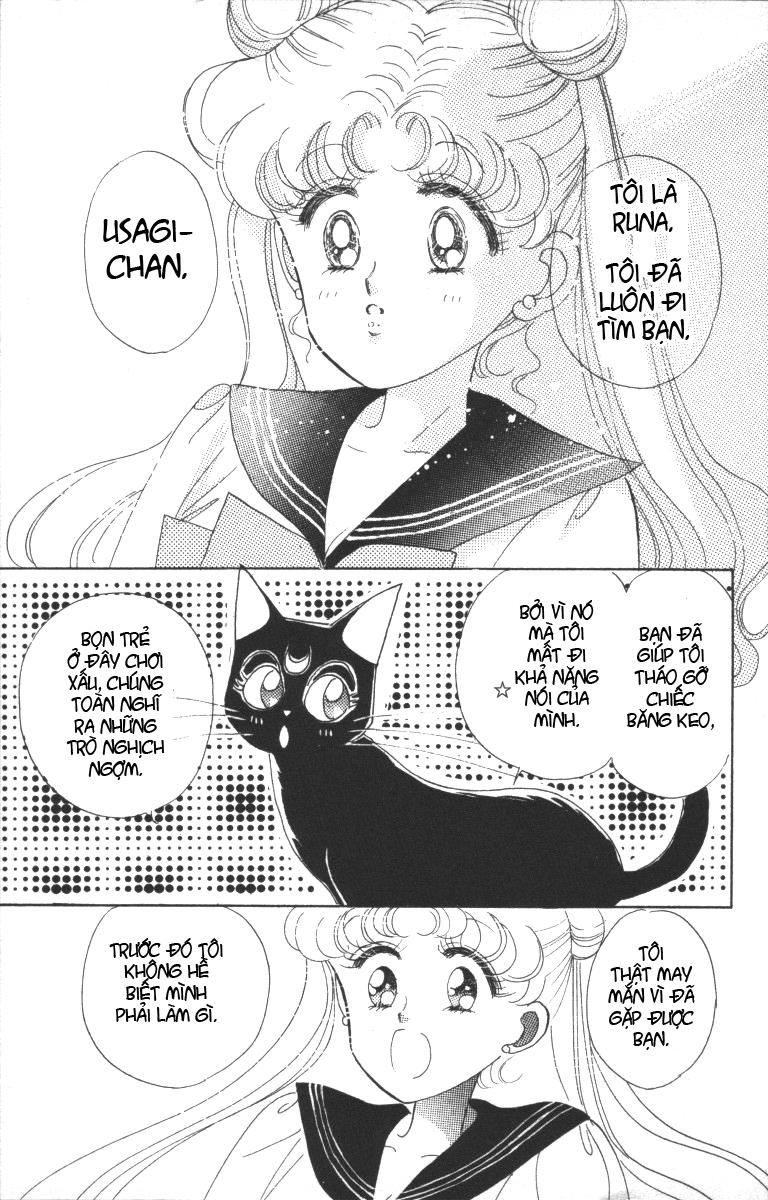 TÔI LÀ
RUNA.
TÔI ĐÃ
LUÔN ĐI
TÌM BẠN,
USAGI-
CHAN.
BẠN ĐÃ
GIÚP TÔI
THÁO GỠ
CHIẾC
BĂNG KEO,
BỞI VÌ NÓ
MÀ TÔI
MẤT ĐI
KHẢ NĂNG
NÓI CỦA
MÌNH.
BỌN TRẺ
Ở ĐÂY CHƠI
XẤU, CHÚNG
TOÀN NGHĨ
RA NHỮNG
TRÒ NGHỊCH
NGỢM.
TÔI
THẬT MAY
MẮN VÌ ĐÃ
GẶP ĐƯỢC
BẠN.
TRƯỚC ĐÓ TÔI
KHÔNG HỀ
BIẾT MÌNH
PHẢI LÀM GÌ.